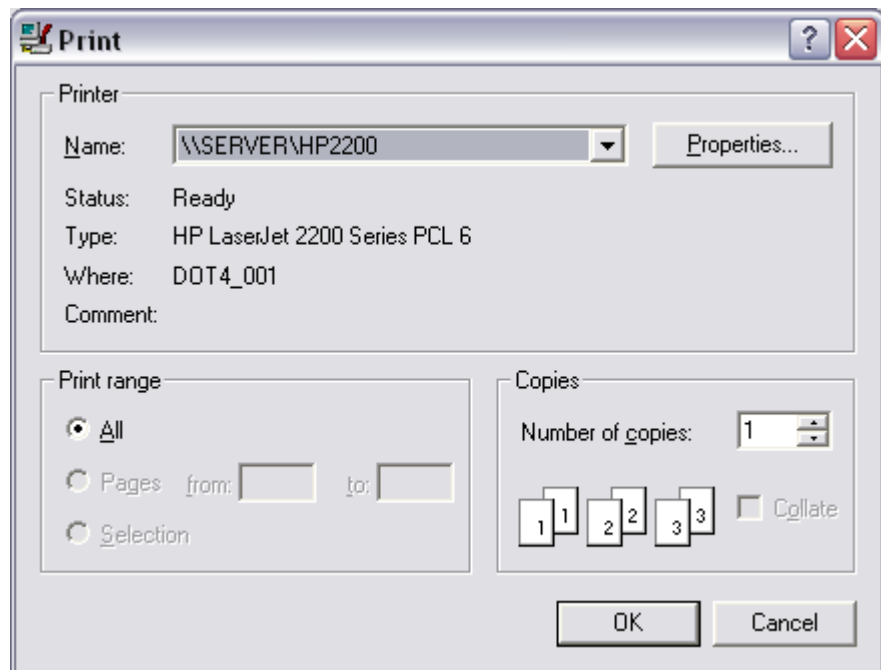 Print
Printer
Name: \\SERVER\HP2200 Properties...
Status: Ready
Type: HP LaserJet 2200 Series PCL 6
Where: DOT4_001
Comment:
Print range
All
Pages from: to:
Selection
Copies
Number of copies: 1
1 1 2 2 3 3 Collate
OK Cancel